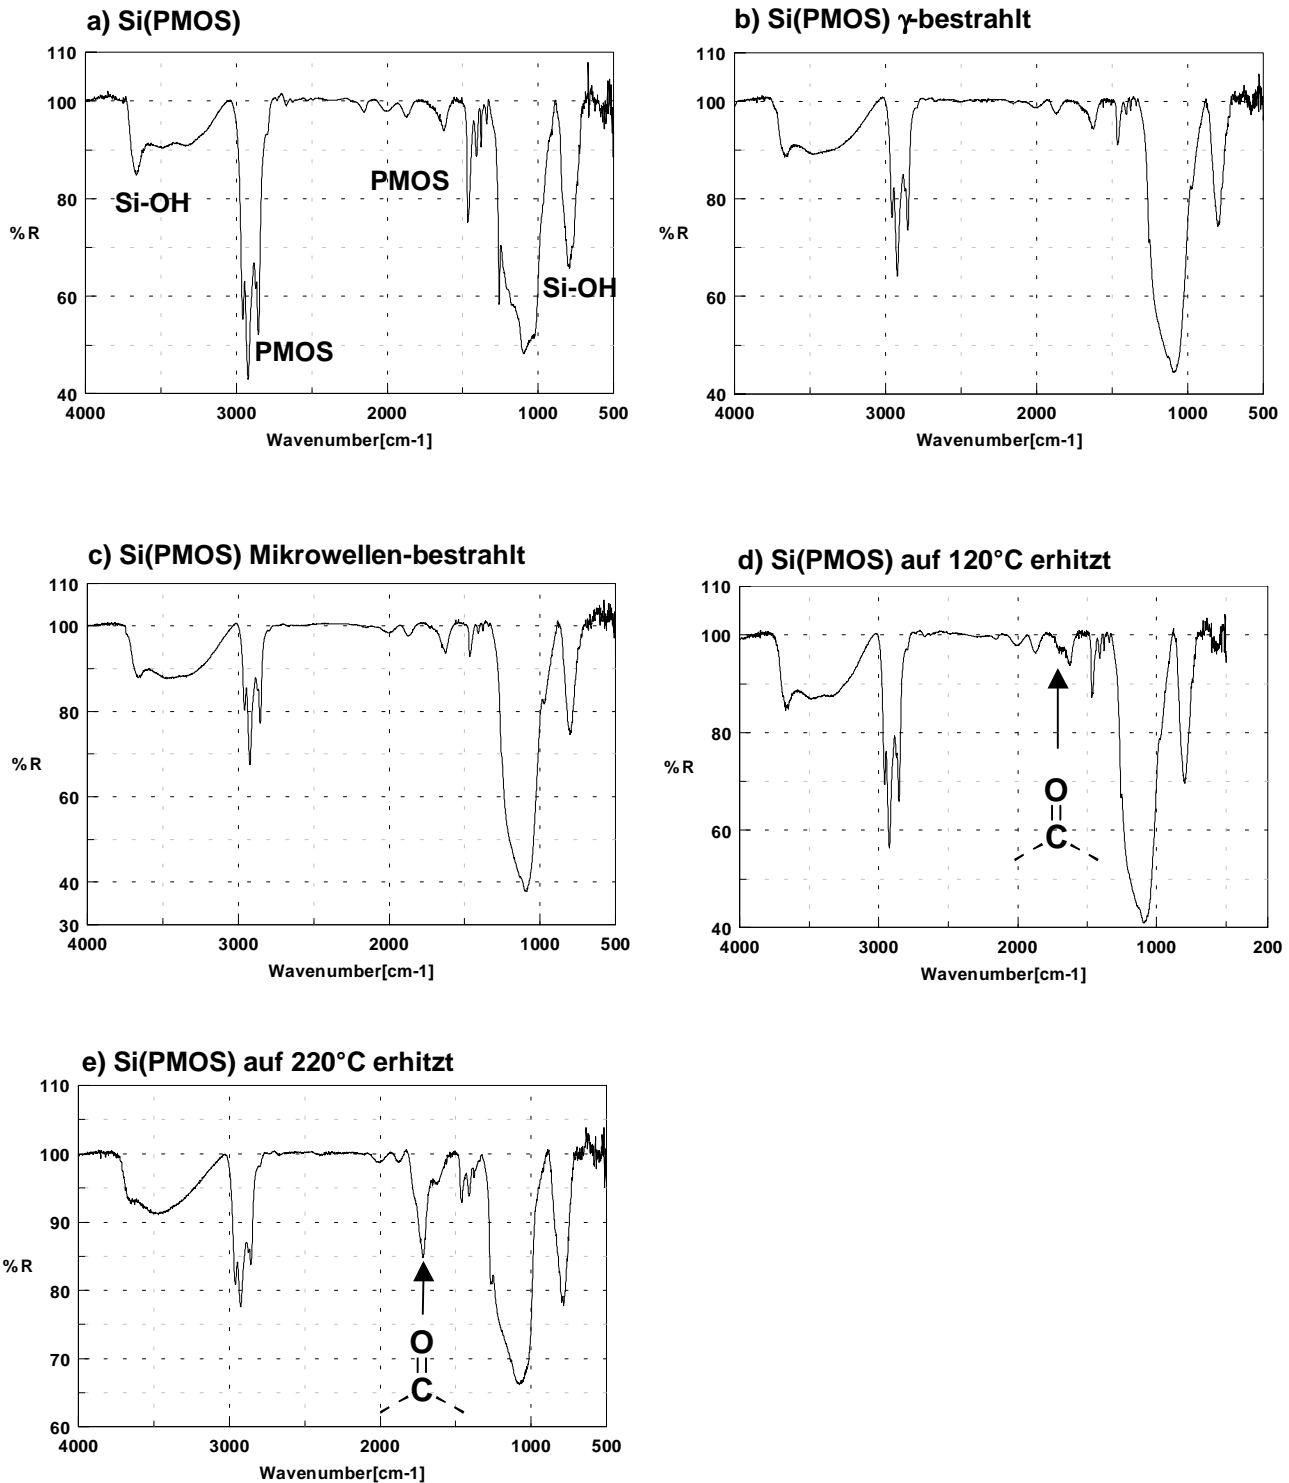 a) Si(PMOS)
110
100
80
60
40
%R
4000
3000
2000
1000
500
Wavenumber[cm-1]
Si-OH
PMOS
PMOS
Si-OH
b) Si(PMOS) γ-bestrahlt
110
100
80
60
40
%R
4000
3000
2000
1000
500
Wavenumber[cm-1]
c) Si(PMOS) Mikrowellen-bestrahlt
110
100
80
60
40
30
%R
4000
3000
2000
1000
500
Wavenumber[cm-1]
d) Si(PMOS) auf 120°C erhitzt
110
100
80
60
40
%R
4000
3000
2000
1000
200
Wavenumber[cm-1]
O
C
e) Si(PMOS) auf 220°C erhitzt
110
100
90
80
70
60
%R
4000
3000
2000
1000
500
Wavenumber[cm-1]
O
C